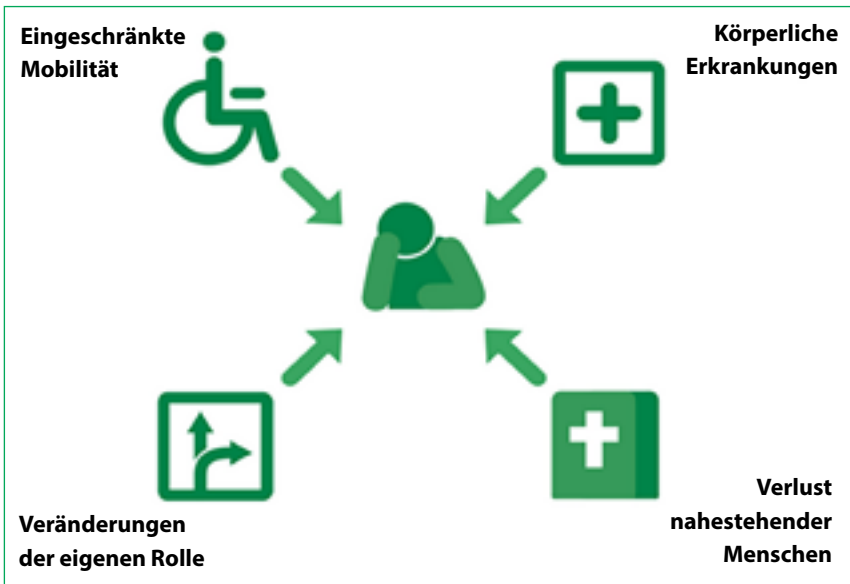 Eingeschränkte
Mobilität
Körperliche
Erkrankungen
Veränderungen
der eigenen Rolle
Verlust
nahestehender
Menschen